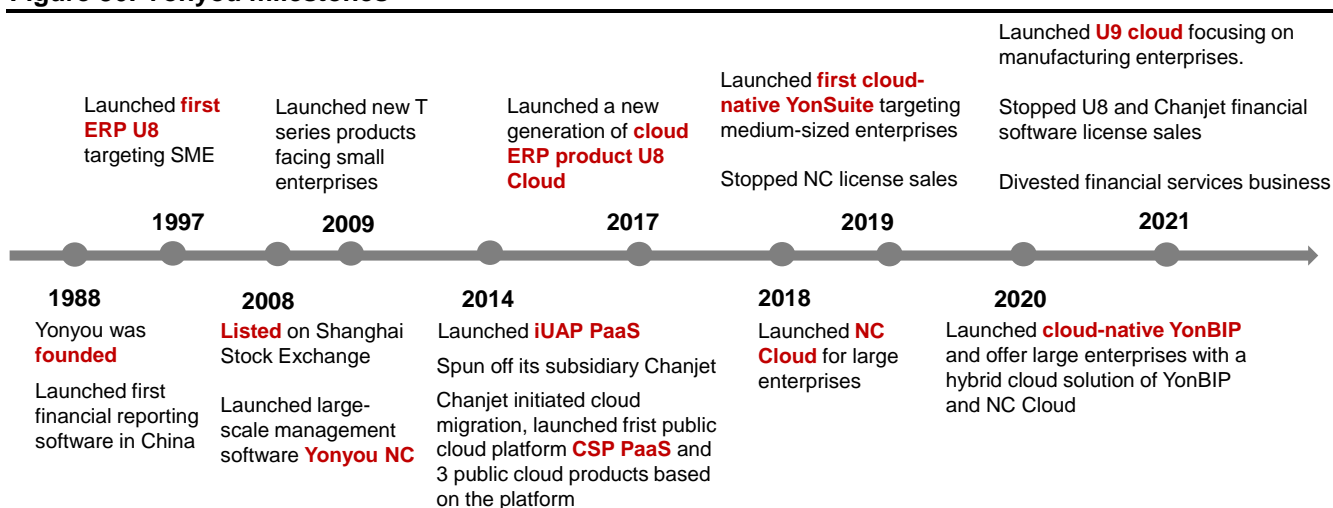 Figure 50: Yonyou milestones
Launched first
ERP U8
targeting SME
Launched new T
series products
facing small
enterprises
Launched a new
generation of cloud
ERP product U8
Cloud
Launched first cloud-
native YonSuite targeting
medium-sized enterprises
Stopped NC license sales
Launched U9 cloud focusing on
manufacturing enterprises.
Stopped U8 and Chanjet financial
software license sales
Divested financial services business
1997
2009
2017
2019
2021
1988
Yonyou was
founded
Launched first
financial reporting
software in China
2008
Listed on Shanghai
Stock Exchange
Launched large-
scale management
software Yonyou NC
2014
Launched iUAP PaaS
Spun off its subsidiary Chanjet
Chanjet initiated cloud
migration, launched frist public
cloud platform CSP PaaS and
3 public cloud products based
on the platform
2018
Launched NC
Cloud for large
enterprises
2020
Launched cloud-native YonBIP
and offer large enterprises with a
hybrid cloud solution of YonBIP
and NC Cloud